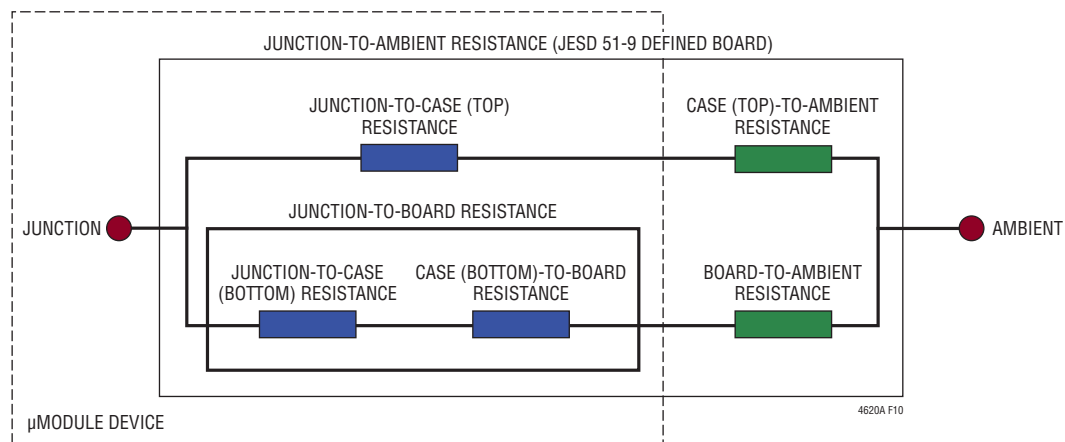 JUNCTION-TO-AMBIENT RESISTANCE (JESD 51-9 DEFINED BOARD)
JUNCTION-TO-CASE (TOP)
RESISTANCE
CASE (TOP)-TO-AMBIENT
RESISTANCE
JUNCTION-TO-BOARD RESISTANCE
JUNCTION
AMBIENT
JUNCTION-TO-CASE
(BOTTOM) RESISTANCE
CASE (BOTTOM)-TO-BOARD
RESISTANCE
BOARD-TO-AMBIENT
RESISTANCE
4620A F10
µMODULE DEVICE